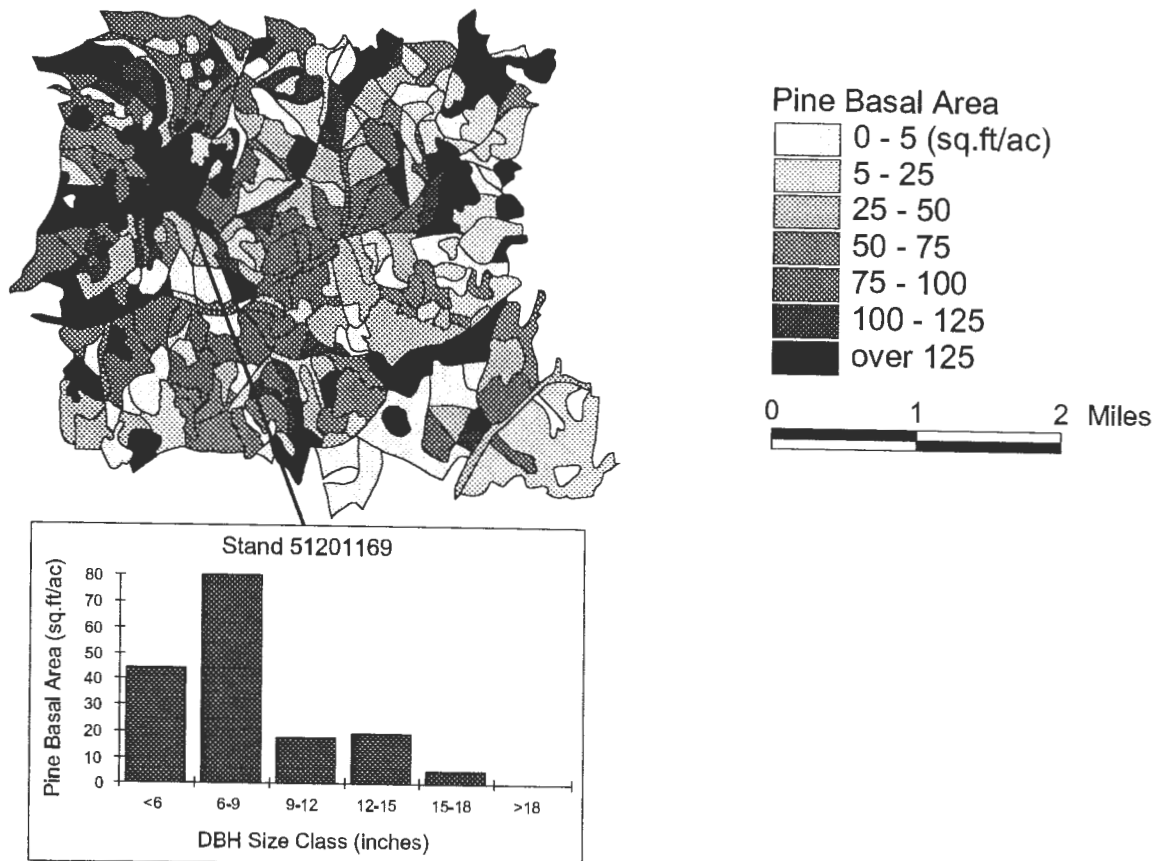 Pine Basal Area
0 - 5 (sq.ft/ac)
5 - 25
25 - 50
50 - 75
75 - 100
100 - 125
over 125
0 1 2 Miles
Stand 51201169
Pine Basal Area (sq.ft/ac)
80
70
60
50
40
30
20
10
0
<6 6-9 9-12 12-15 15-18 >18
DBH Size Class (inches)